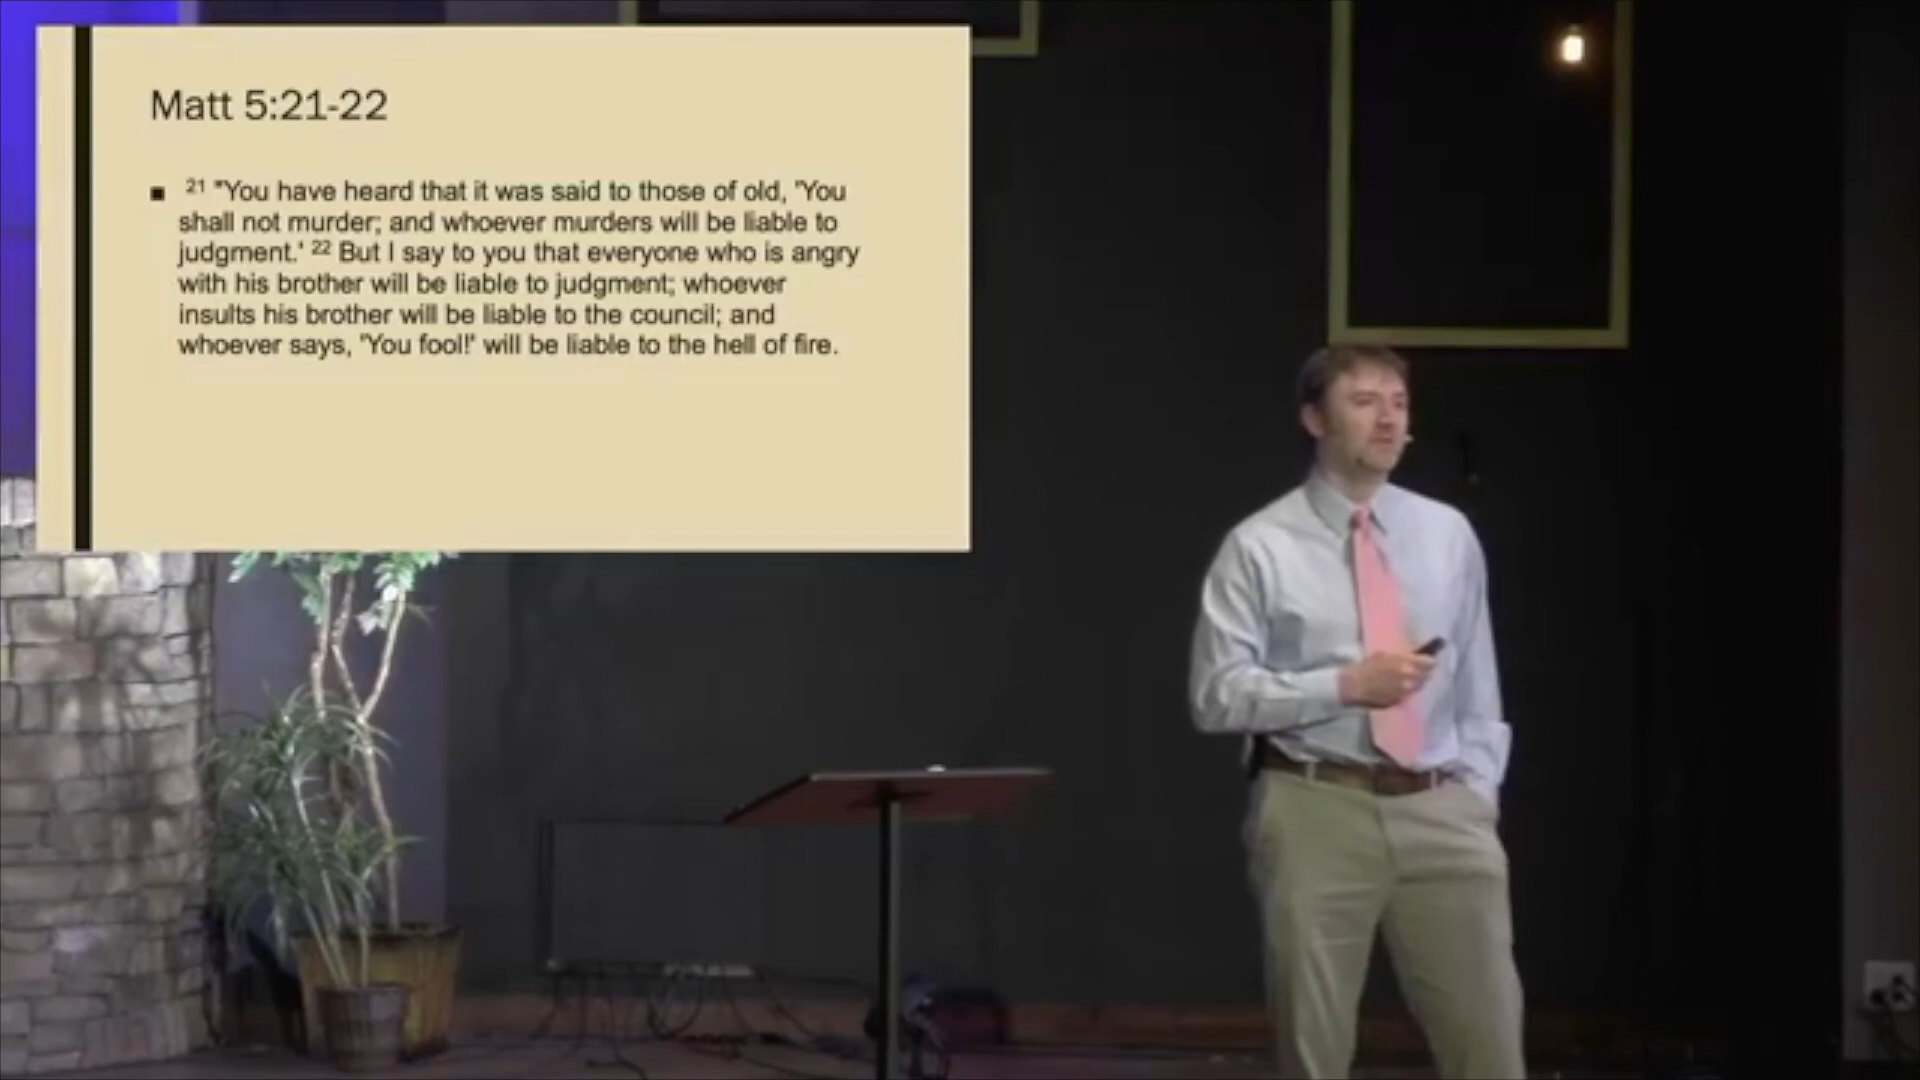 Matt 5:21-22
■ 21 "You have heard that it was said to those of old, 'You
shall not murder; and whoever murders will be liable to
judgment.' 22 But I say to you that everyone who is angry
with his brother will be liable to judgment; whoever
insults his brother will be liable to the council; and
whoever says, 'You fool!' will be liable to the hell of fire.